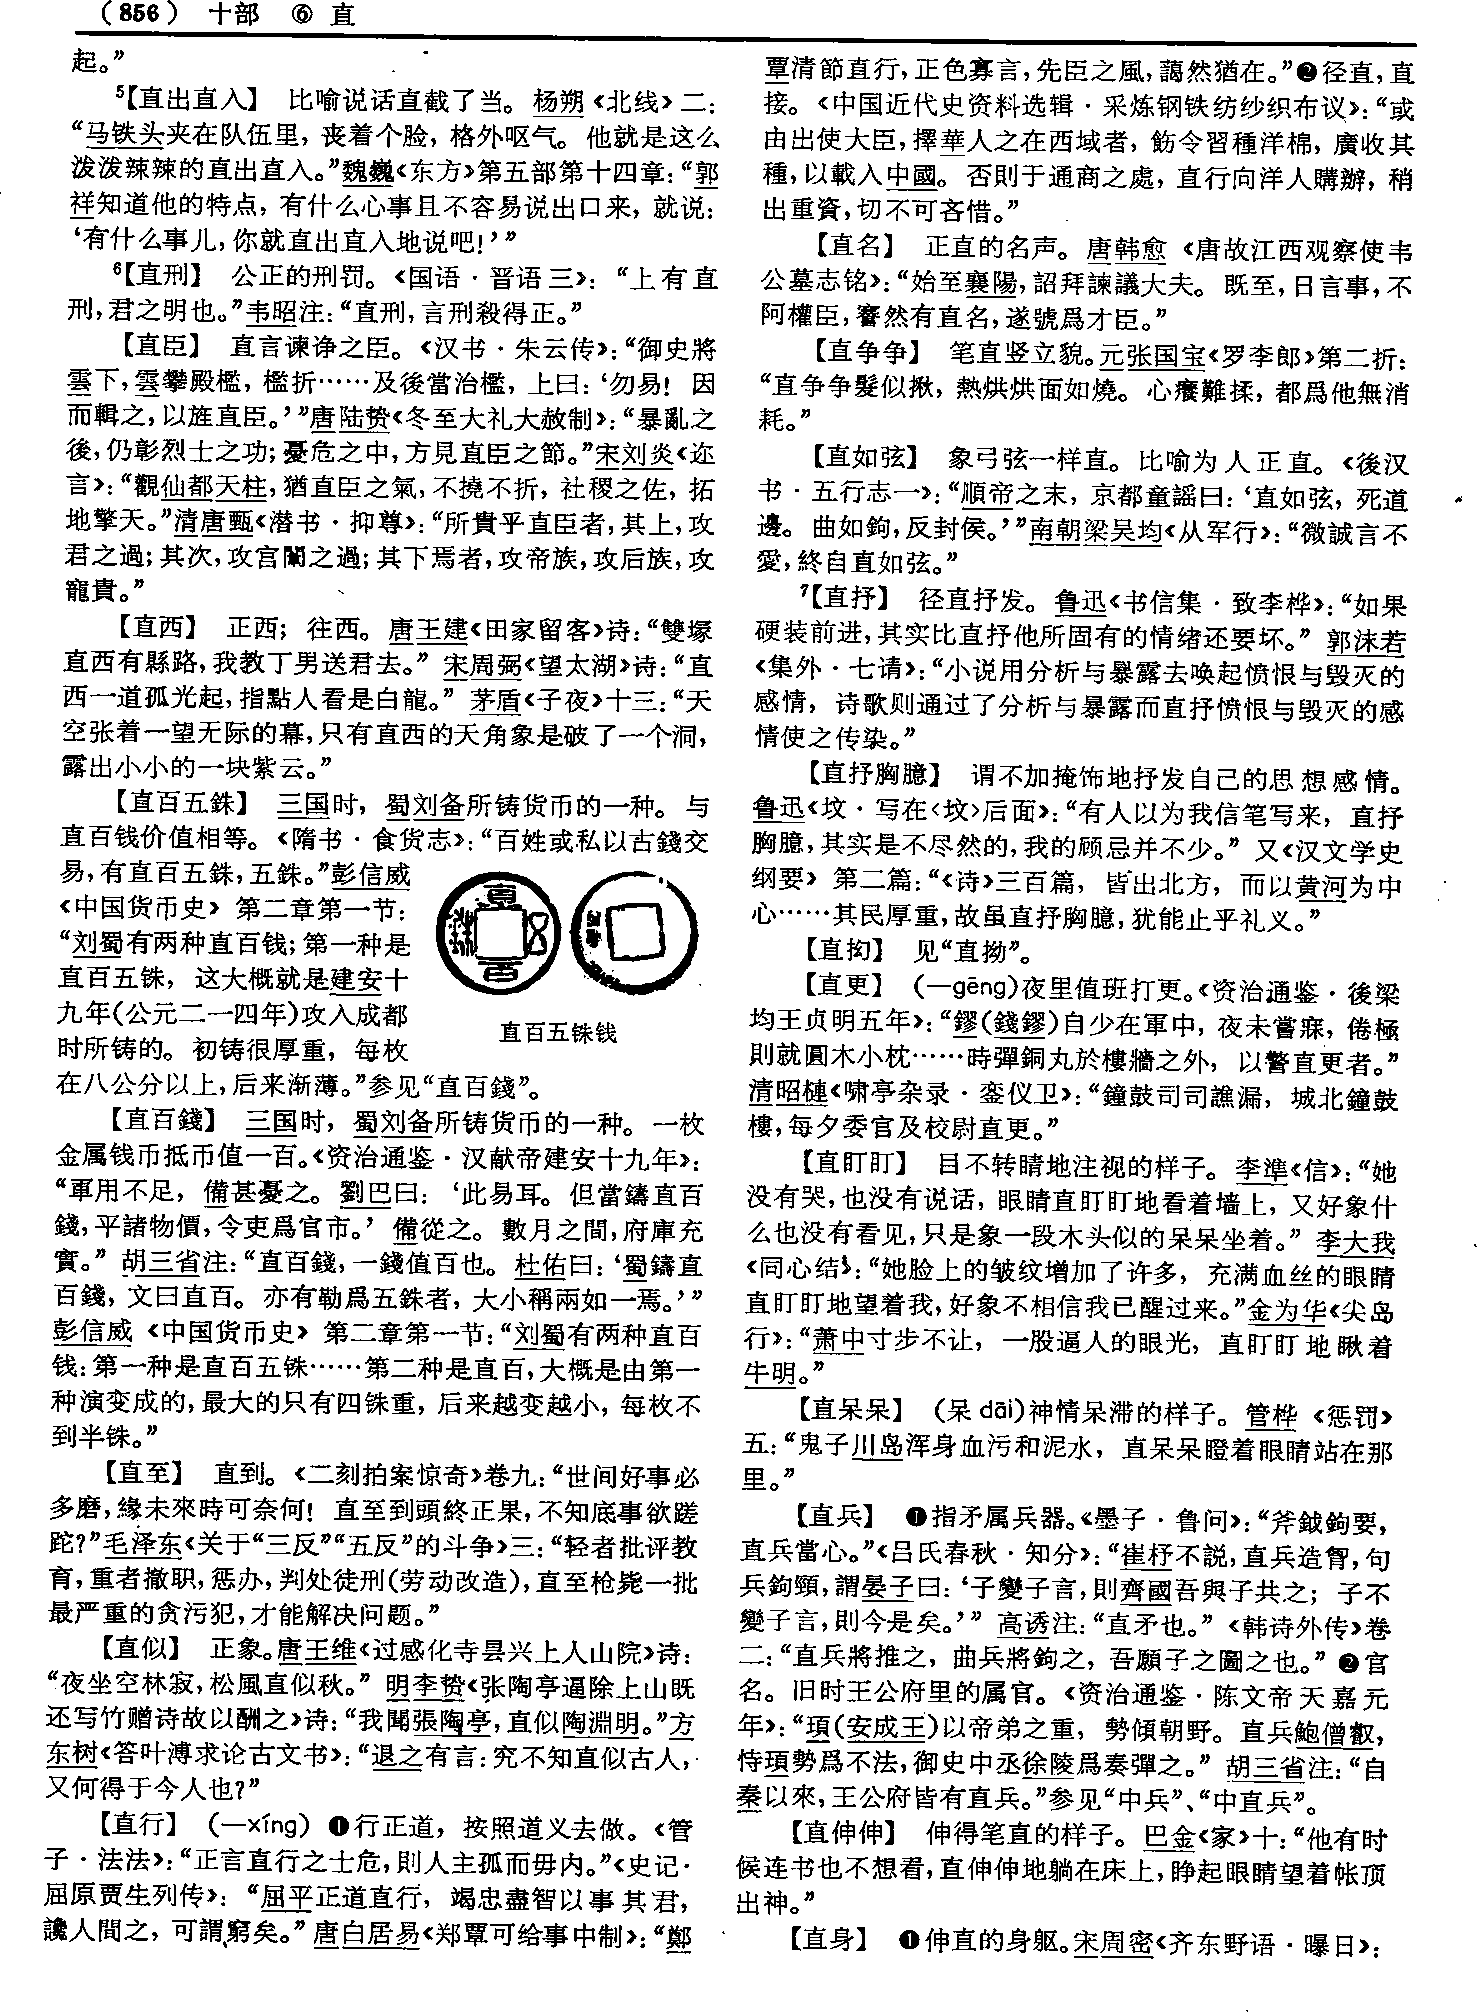 （856） 十部 ⑥ 直
起。”
⁵【直出直入】 比喻说话直截了当。杨朔《北线》二：
“马铁头夹在队伍里，丧着个脸，格外呕气。他就是这么
泼泼辣辣的直出直入。”魏巍《东方》第五部第十四章：“郭
祥知道他的特点，有什么心事且不容易说出口来，就说：
‘有什么事儿，你就直出直入地说吧！’”
⁶【直刑】 公正的刑罚。《国语·晋语三》：“上有直
刑，君之明也。”韦昭注：“直刑，言刑殺得正。”
【直臣】 直言谏诤之臣。《汉书·朱云传》：“御史將
雲下，雲攀殿檻，檻折……及後當治檻，上曰：‘勿易！因
而輯之，以旌直臣。’”唐陆贽《冬至大礼大赦制》：“暴亂之
後，仍彰烈士之功；憂危之中，方見直臣之節。”宋刘炎《迩
言》：“觀仙都天柱，猶直臣之氣，不撓不折，社稷之佐，拓
地擎天。”清唐甄《潜书·抑尊》：“所貴乎直臣者，其上，攻
君之過；其次，攻宫闈之過；其下焉者，攻帝族，攻后族，攻
寵貴。”
【直西】 正西；往西。唐王建《田家留客》诗：“雙塚
直西有縣路，我教丁男送君去。” 宋周弼《望太湖》诗：“直
西一道孤光起，指點人看是白龍。” 茅盾《子夜》十三：“天
空张着一望无际的幕，只有直西的天角象是破了一个洞，
露出小小的一块紫云。”
【直百五銖】 三国时，蜀刘备所铸货币的一种。与
直百钱价值相等。《隋书·食货志》：“百姓或私以古錢交
易，有直百五銖，五銖。”彭信威
《中国货币史》第二章第一节：
“刘蜀有两种直百钱；第一种是
直百五铢，这大概就是建安十
九年(公元二一四年)攻入成都
时所铸的。初铸很厚重，每枚
在八公分以上，后来渐薄。”参见“直百錢”。
直百五铢钱
【直百錢】 三国时，蜀刘备所铸货币的一种。一枚
金属钱币抵币值一百。《资治通鉴·汉献帝建安十九年》：
“軍用不足，備甚憂之。劉巴曰：‘此易耳。但當鑄直百
錢，平諸物價，令吏爲官市。’備從之。數月之間，府庫充
實。” 胡三省注：“直百錢，一錢值百也。杜佑曰：‘蜀鑄直
百錢，文曰直百。亦有勒爲五銖者，大小稱兩如一焉。’”
彭信威《中国货币史》第二章第一节：“刘蜀有两种直百
钱：第一种是直百五铢……第二种是直百，大概是由第一
种演变成的，最大的只有四铢重，后来越变越小，每枚不
到半铢。”
【直至】 直到。《二刻拍案惊奇》卷九：“世间好事必
多磨，緣未來時可奈何！直至到頭終正果，不知底事欲蹉
跎？”毛泽东《关于“三反”“五反”的斗争》三：“轻者批评教
育，重者撤职，惩办，判处徒刑(劳动改造)，直至枪毙一批
最严重的贪污犯，才能解决问题。”
【直似】 正象。唐王维《过感化寺昙兴上人山院》诗：
“夜坐空林寂，松風直似秋。” 明李贽《张陶亭逼除上山既
还写竹赠诗故以酬之》诗：“我聞張陶亭，直似陶淵明。”方
东树《答叶溥求论古文书》：“退之有言：究不知直似古人，
又何得于今人也？”
【直行】 (—xíng) ❶行正道，按照道义去做。《管
子·法法》：“正言直行之士危，則人主孤而毋内。”《史记·
屈原贾生列传》：“屈平正道直行，竭忠盡智以事其君，
讒人間之，可謂窮矣。” 唐白居易《郑覃可给事中制》：“鄭
覃清節直行，正色寡言，先臣之風，藹然猶在。”❷径直，直
接。《中国近代史资料选辑·采炼钢铁纺纱织布议》：“或
由出使大臣，擇華人之在西域者，飭令習種洋棉，廣收其
種，以載入中國。否則于通商之處，直行向洋人購辦，稍
出重資，切不可吝惜。”
【直名】 正直的名声。唐韩愈《唐故江西观察使韦
公墓志铭》：“始至襄陽，詔拜諫議大夫。既至，日言事，不
阿權臣，謇然有直名，遂號爲才臣。”
【直争争】 笔直竖立貌。元张国宝《罗李郎》第二折：
“直争争髮似揪，熱烘烘面如燒。心癢難揉，都爲他無消
耗。”
【直如弦】 象弓弦一样直。比喻为人正直。《後汉
书·五行志一》：“順帝之末，京都童謡曰：‘直如弦，死道
邊。曲如鉤，反封侯。’”南朝梁吴均《从军行》：“微誠言不
愛，終自直如弦。”
⁷【直抒】 径直抒发。鲁迅《书信集·致李桦》：“如果
硬装前进，其实比直抒他所固有的情绪还要坏。” 郭沫若
《集外·七请》：“小说用分析与暴露去唤起愤恨与毁灭的
感情，诗歌则通过了分析与暴露而直抒愤恨与毁灭的感
情使之传染。”
【直抒胸臆】 谓不加掩饰地抒发自己的思想感情。
鲁迅《坟·写在〈坟〉后面》：“有人以为我信笔写来，直抒
胸臆，其实是不尽然的，我的顾忌并不少。” 又《汉文学史
纲要》第二篇：“《诗》三百篇，皆出北方，而以黄河为中
心……其民厚重，故虽直抒胸臆，犹能止乎礼义。”
【直抝】 见“直拗”。
【直更】 (—gēng)夜里值班打更。《资治通鉴·後梁
均王贞明五年》：“鏐(錢鏐)自少在軍中，夜未嘗寐，倦極
則就圓木小枕……時彈銅丸於樓牆之外，以警直更者。”
清昭梿《啸亭杂录·銮仪卫》：“鐘鼓司司譙漏，城北鐘鼓
樓，每夕委官及校尉直更。”
【直盯盯】 目不转睛地注视的样子。李準《信》：“她
没有哭，也没有说话，眼睛直盯盯地看着墙上，又好象什
么也没有看见，只是象一段木头似的呆呆坐着。” 李大我
《同心结》：“她脸上的皱纹增加了许多，充满血丝的眼睛
直盯盯地望着我，好象不相信我已醒过来。”金为华《尖岛
行》：“萧中寸步不让，一股逼人的眼光，直盯盯地瞅着
牛明。”
【直呆呆】 (呆 dāi)神情呆滞的样子。管桦《惩罚》
五：“鬼子川岛浑身血污和泥水，直呆呆瞪着眼睛站在那
里。”
【直兵】 ❶指矛属兵器。《墨子·鲁问》：“斧鉞鉤要，
直兵當心。”《吕氏春秋·知分》：“崔杼不説，直兵造胷，句
兵鉤頸，謂晏子曰：‘子變子言，則齊國吾與子共之；子不
變子言，則今是矣。’” 高诱注：“直矛也。” 《韩诗外传》卷
二：“直兵將推之，曲兵將鉤之，吾願子之圖之也。” ❷官
名。旧时王公府里的属官。《资治通鉴·陈文帝天嘉元
年》：“頊(安成王)以帝弟之重，勢傾朝野。直兵鮑僧叡，
恃頊勢爲不法，御史中丞徐陵爲奏彈之。” 胡三省注：“自
秦以來，王公府皆有直兵。”参见“中兵”、“中直兵”。
【直伸伸】 伸得笔直的样子。巴金《家》十：“他有时
候连书也不想看，直伸伸地躺在床上，睁起眼睛望着帐顶
出神。”
【直身】 ❶伸直的身躯。宋周密《齐东野语·曝日》：